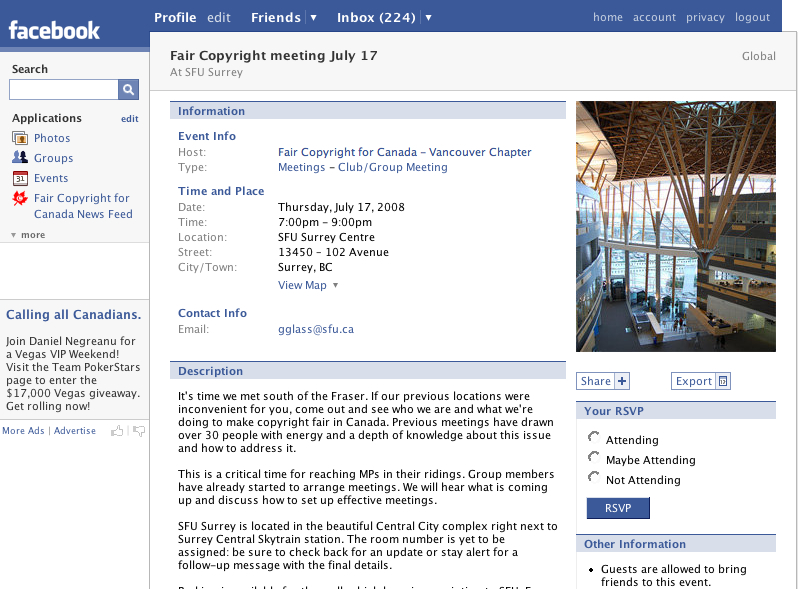 facebook
Profile edit Friends ▼ Inbox (224) ▼
home account privacy logout
Search
Applications edit
Photos
Groups
31 Events
Fair Copyright for
Canada News Feed
▼ more
Calling all Canadians.
Join Daniel Negreanu for
a Vegas VIP Weekend!
Visit the Team PokerStars
page to enter the
$17,000 Vegas giveaway.
Get rolling now!
More Ads | Advertise
Fair Copyright meeting July 17
At SFU Surrey
Global
Information
Event Info
Host: Fair Copyright for Canada - Vancouver Chapter
Type: Meetings - Club/Group Meeting
Time and Place
Date: Thursday, July 17, 2008
Time: 7:00pm - 9:00pm
Location: SFU Surrey Centre
Street: 13450 - 102 Avenue
City/Town: Surrey, BC
View Map ▼
Contact Info
Email: gglass@sfu.ca
Description
It's time we met south of the Fraser. If our previous locations were
inconvenient for you, come out and see who we are and what we're
doing to make copyright fair in Canada. Previous meetings have drawn
over 30 people with energy and a depth of knowledge about this issue
and how to address it.
This is a critical time for reaching MPs in their ridings. Group members
have already started to arrange meetings. We will hear what is coming
up and discuss how to set up effective meetings.
SFU Surrey is located in the beautiful Central City complex right next to
Surrey Central Skytrain station. The room number is yet to be
assigned: be sure to check back for an update or stay alert for a
follow-up message with the final details.
Share +
Export
Your RSVP
Attending
Maybe Attending
Not Attending
RSVP
Other Information
• Guests are allowed to bring
friends to this event.